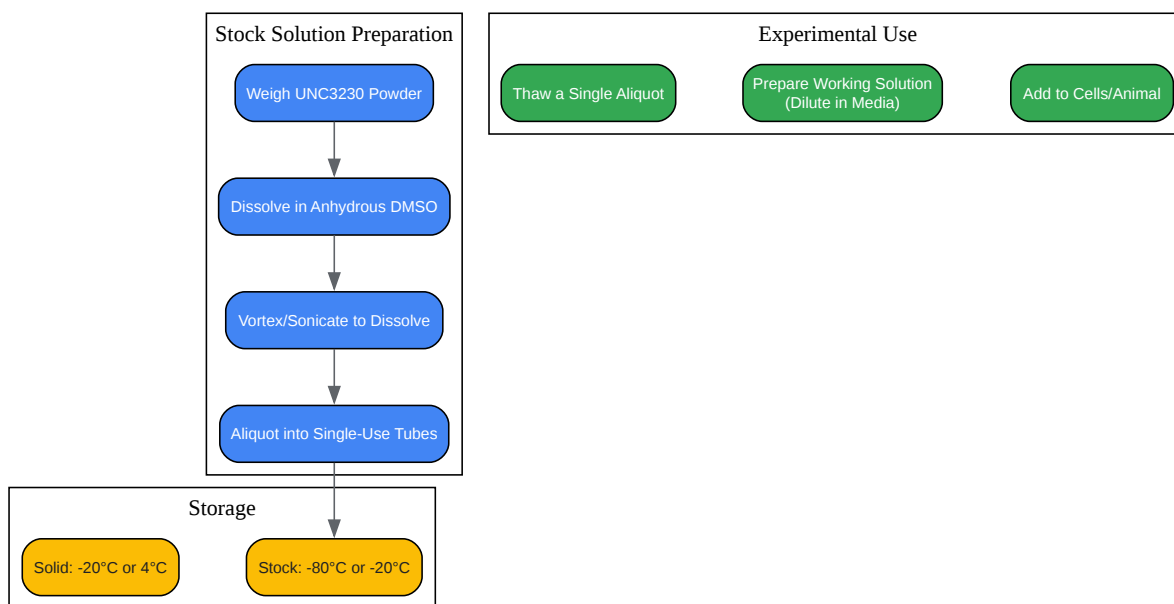 Stock Solution Preparation
Weigh UNC3230 Powder
Dissolve in Anhydrous DMSO
Vortex/Sonicate to Dissolve
Aliquot into Single-Use Tubes
Storage
Solid: -20°C or 4°C
Stock: -80°C or -20°C
Experimental Use
Thaw a Single Aliquot
Prepare Working Solution
(Dilute in Media)
Add to Cells/Animal